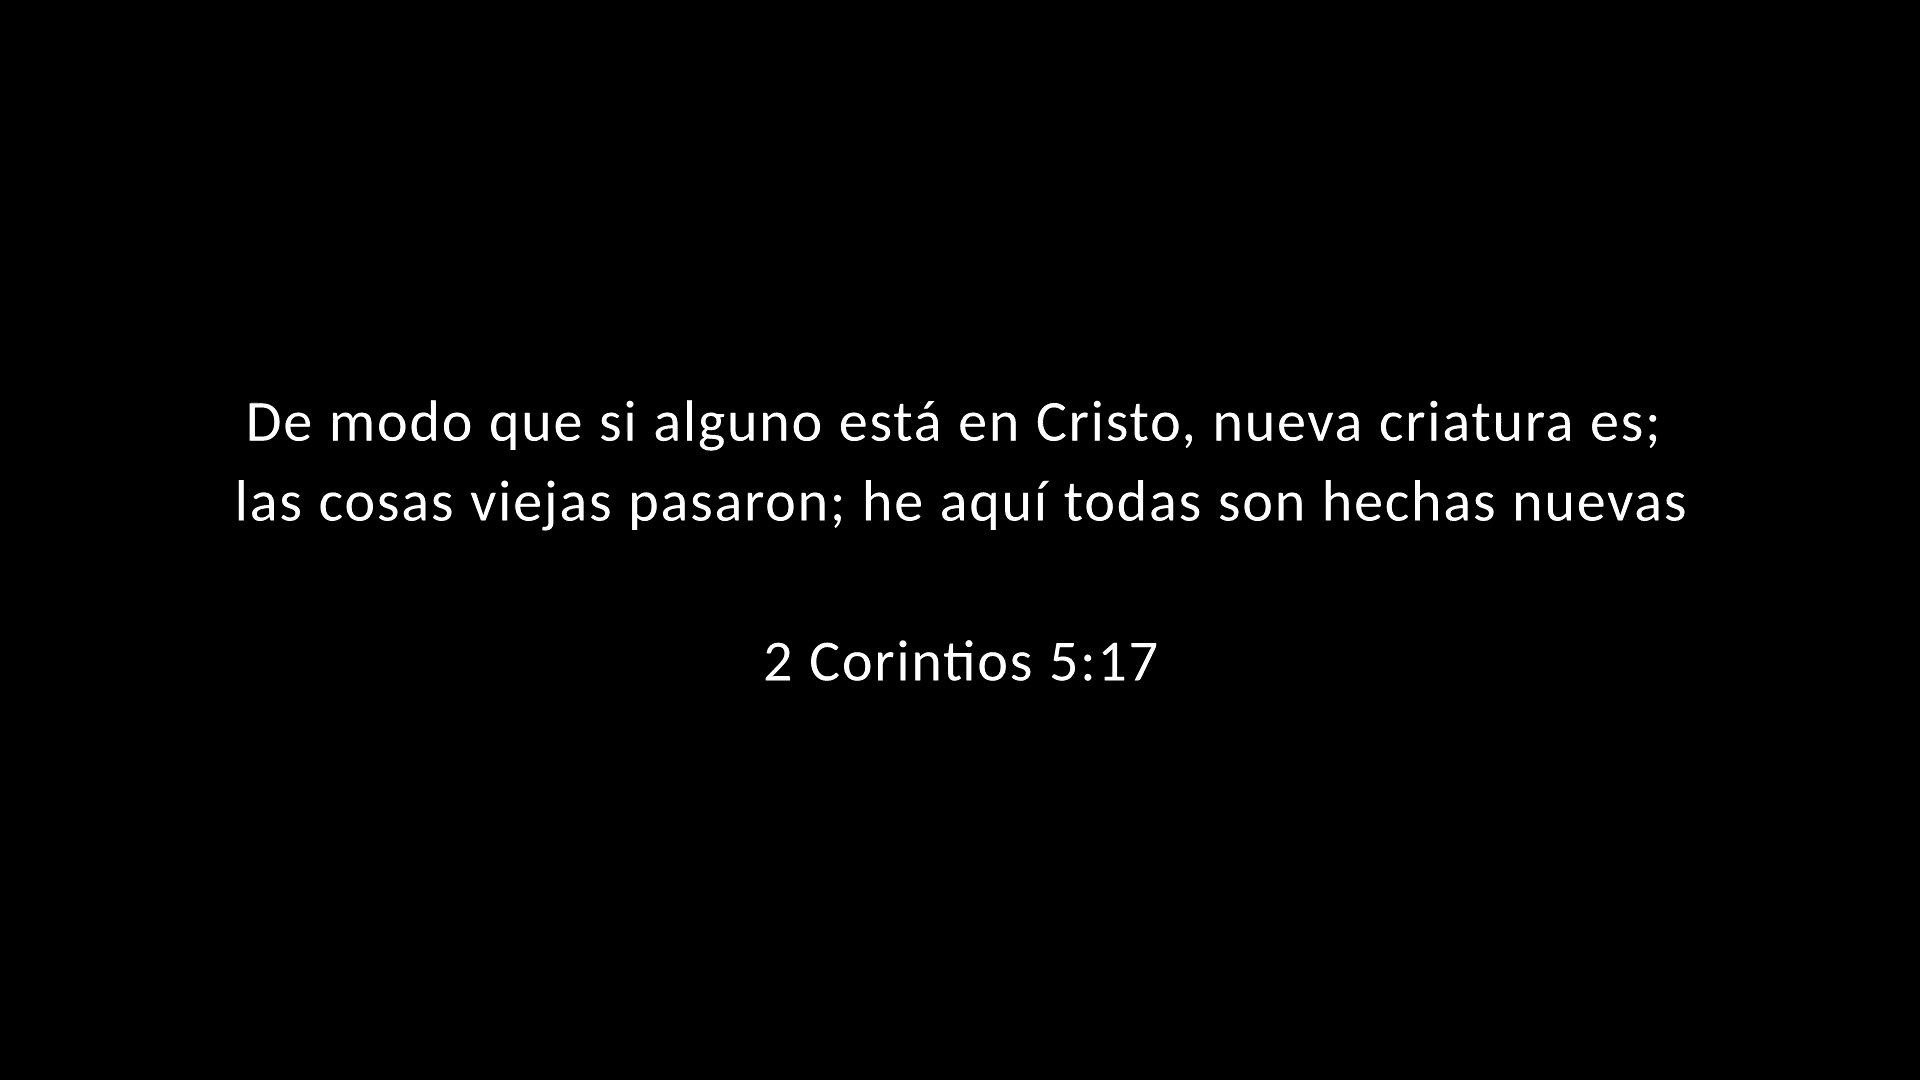 De modo que si alguno está en Cristo, nueva criatura es;
las cosas viejas pasaron; he aquí todas son hechas nuevas
2 Corintios 5:17